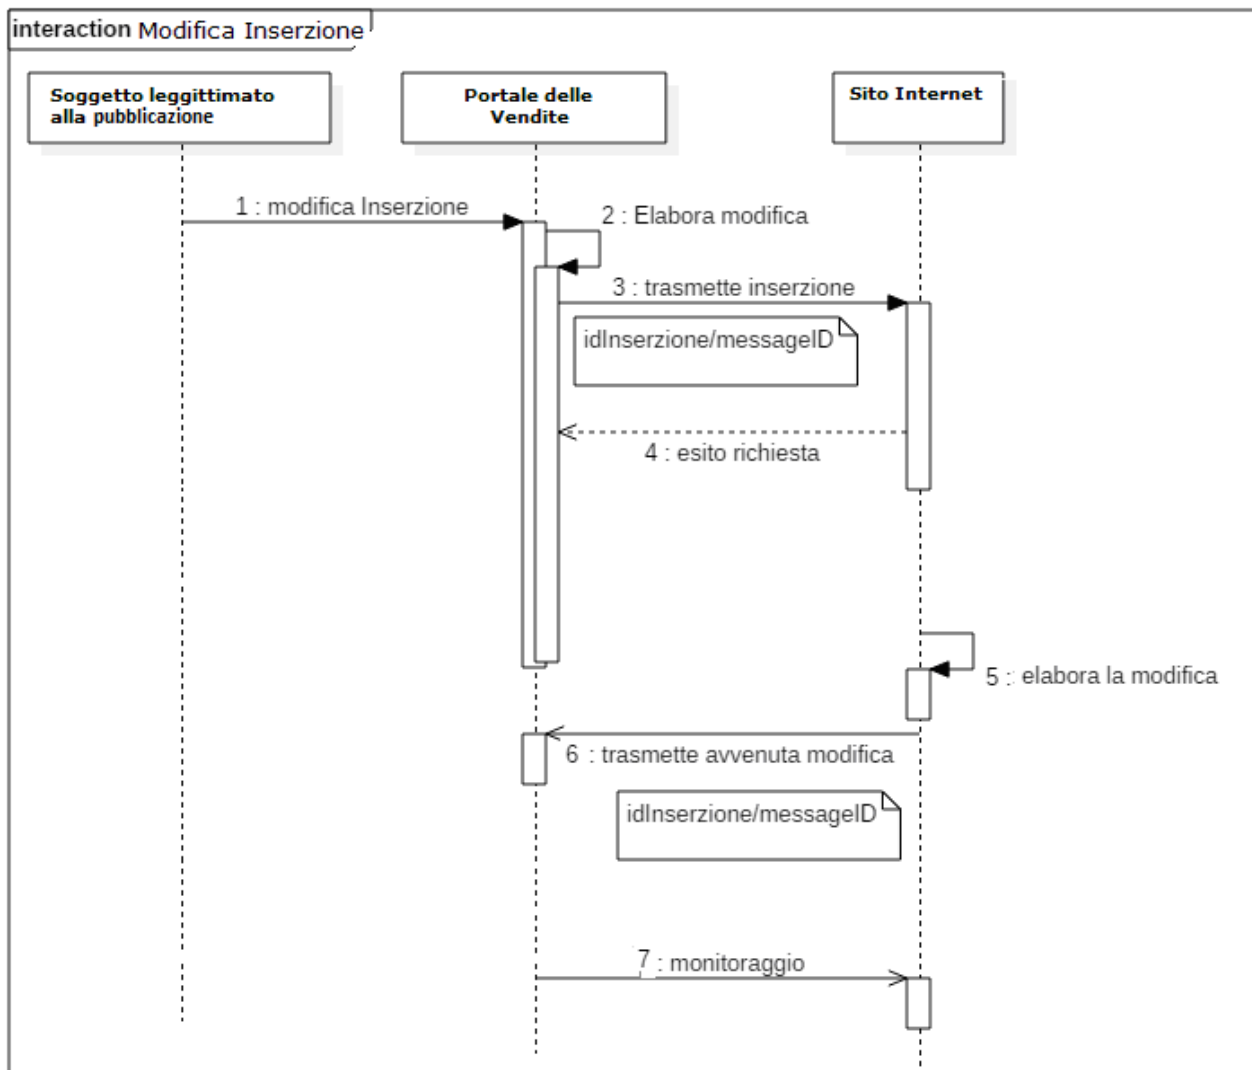 interaction Modifica Inserzione
Soggetto leggittimato
alla pubblicazione
Portale delle
Vendite
Sito Internet
1 : modifica Inserzione
2 : Elabora modifica
3 : trasmette inserzione
idInserzione/messageID
4 : esito richiesta
5 : elabora la modifica
6 : trasmette avvenuta modifica
idInserzione/messageID
7 : monitoraggio